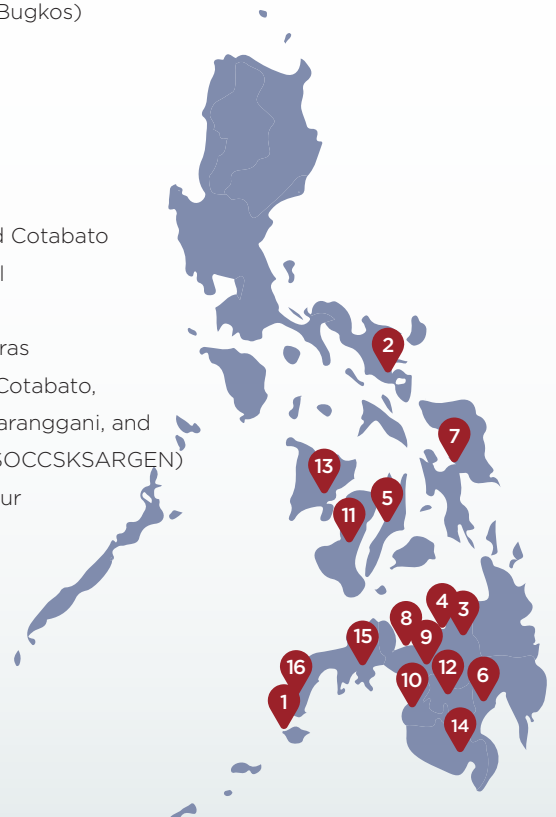 Bugkos)
d Cotabato
l
ras
Cotabato,
aranggani, and
SOCCSKSARGEN)
ur
2
7
13
5
11
4
3
8
9
15
12
16
6
10
1
14